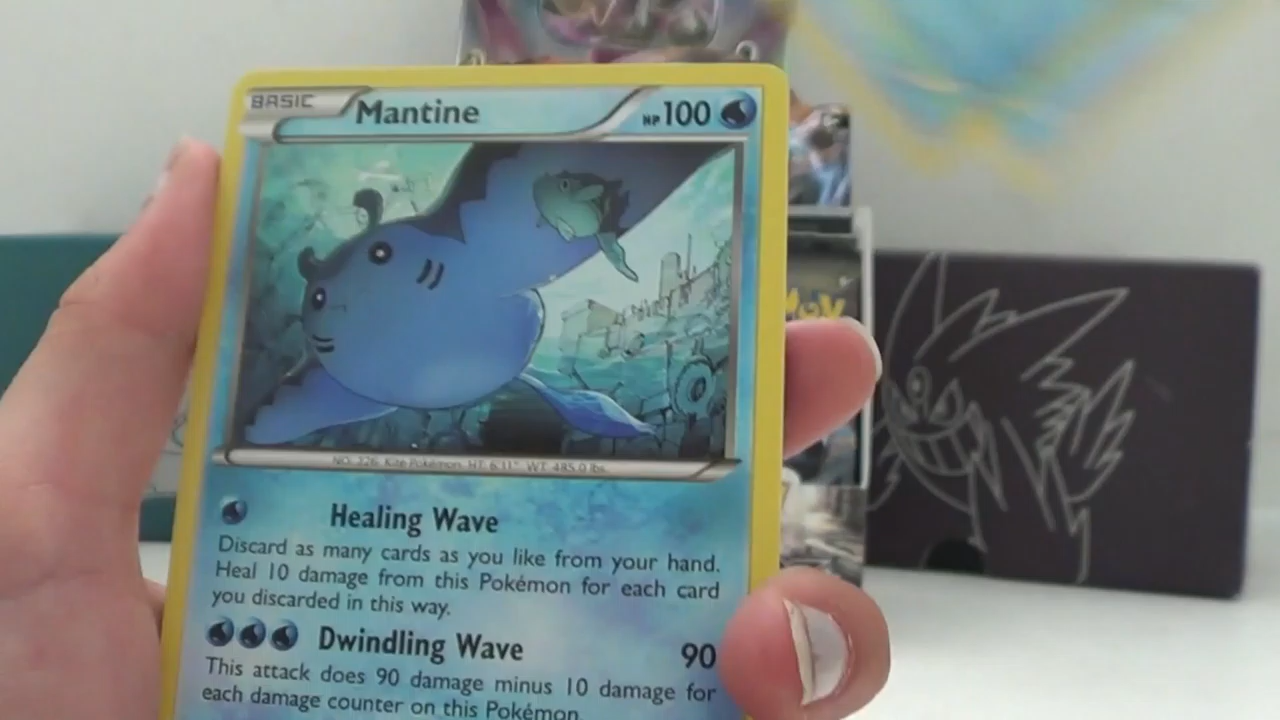 BASIC Mantine HP 100
NO. 226 Kite Pokémon HT: 6'11" WT: 485.0 lbs.
Healing Wave
Discard as many cards as you like from your hand.
Heal 10 damage from this Pokémon for each card
you discarded in this way.
Dwindling Wave 90
This attack does 90 damage minus 10 damage for
each damage counter on this Pokémon.